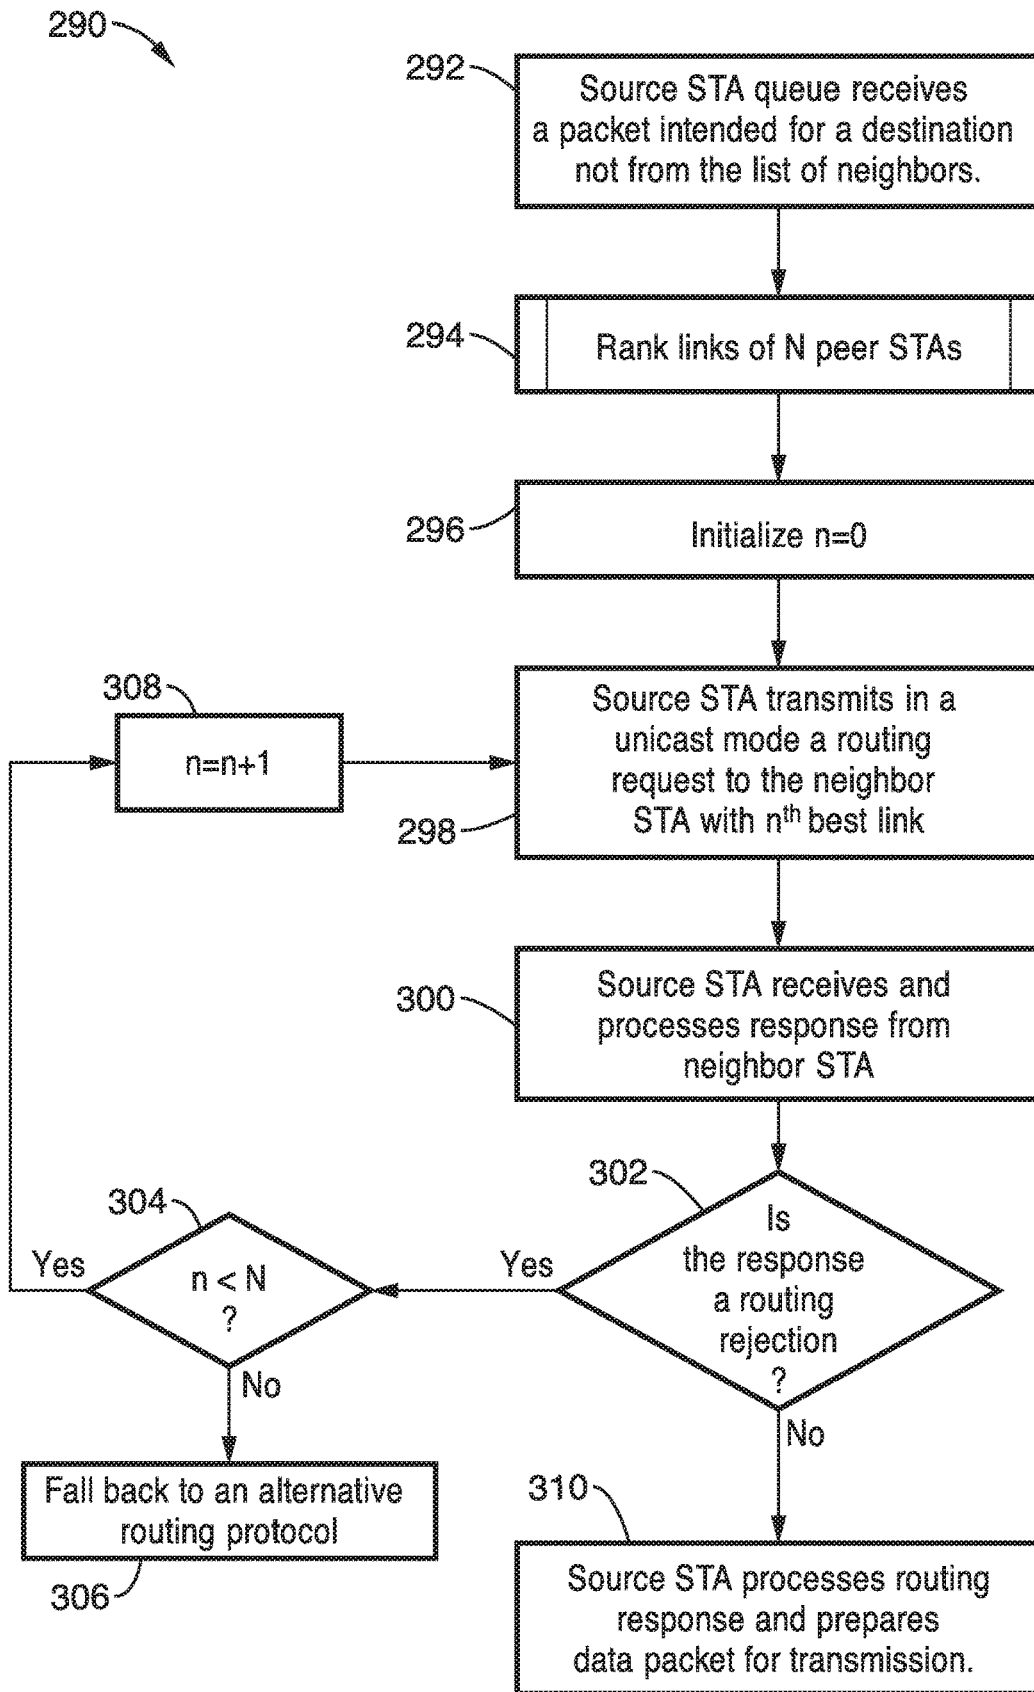 290
292
Source STA queue receives
a packet intended for a destination
not from the list of neighbors.
294
Rank links of N peer STAs
296
Initialize n=0
308
n=n+1
Source STA transmits in a
unicast mode a routing
request to the neighbor
STA with nth best link
298
300
Source STA receives and
processes response from
neighbor STA
302
Is
the response
a routing
rejection
?
Yes
No
304
n < N
?
Yes
No
Fall back to an alternative
routing protocol
306
310
Source STA processes routing
response and prepares
data packet for transmission.